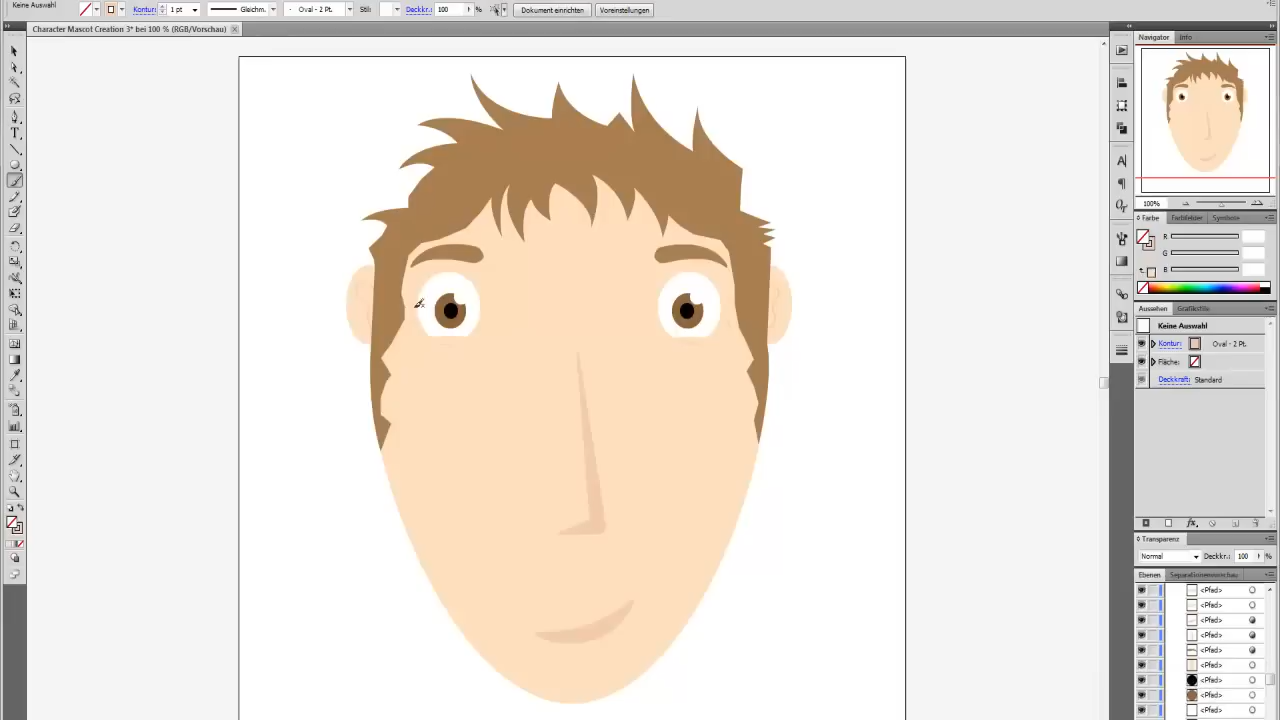 Keine Auswahl
Kontur: 1 pt Gleichm. Oval - 2 Pt. Stil: Deckkr.: 100 % Dokument einrichten Voreinstellungen
Character Mascot Creation 3* bei 100 % (RGB/Vorschau)
Navigator Info
100%
Farbe Farbfelder Symbole
R
G
B
Aussehen Grafikstile
Keine Auswahl
Kontur: Oval - 2 Pt.
Fläche:
Deckkraft: Standard
Transparenz
Normal Deckkr.: 100 %
Ebenen Separationenvorschau
<Pfad>
<Pfad>
<Pfad>
<Pfad>
<Pfad>
<Pfad>
<Pfad>
<Pfad>
<Pfad>